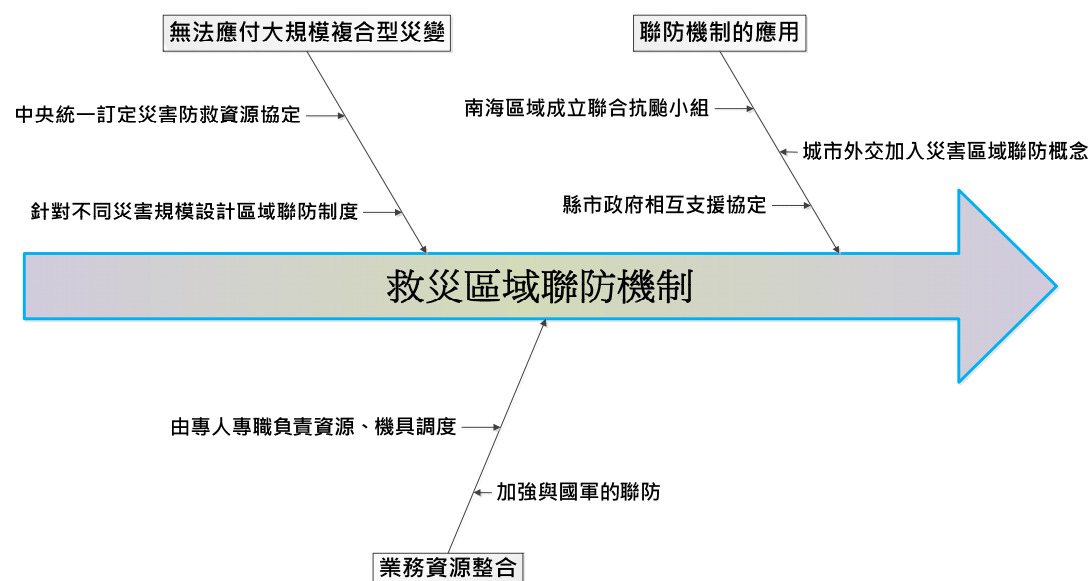 無法應付大規模複合型災變
聯防機制的應用
中央統一訂定災害防救資源協定
南海區域成立聯合抗颱小組
城市外交加入災害區域聯防概念
針對不同災害規模設計區域聯防制度
縣市政府相互支援協定
救災區域聯防機制
由專人專職負責資源、機具調度
加強與國軍的聯防
業務資源整合